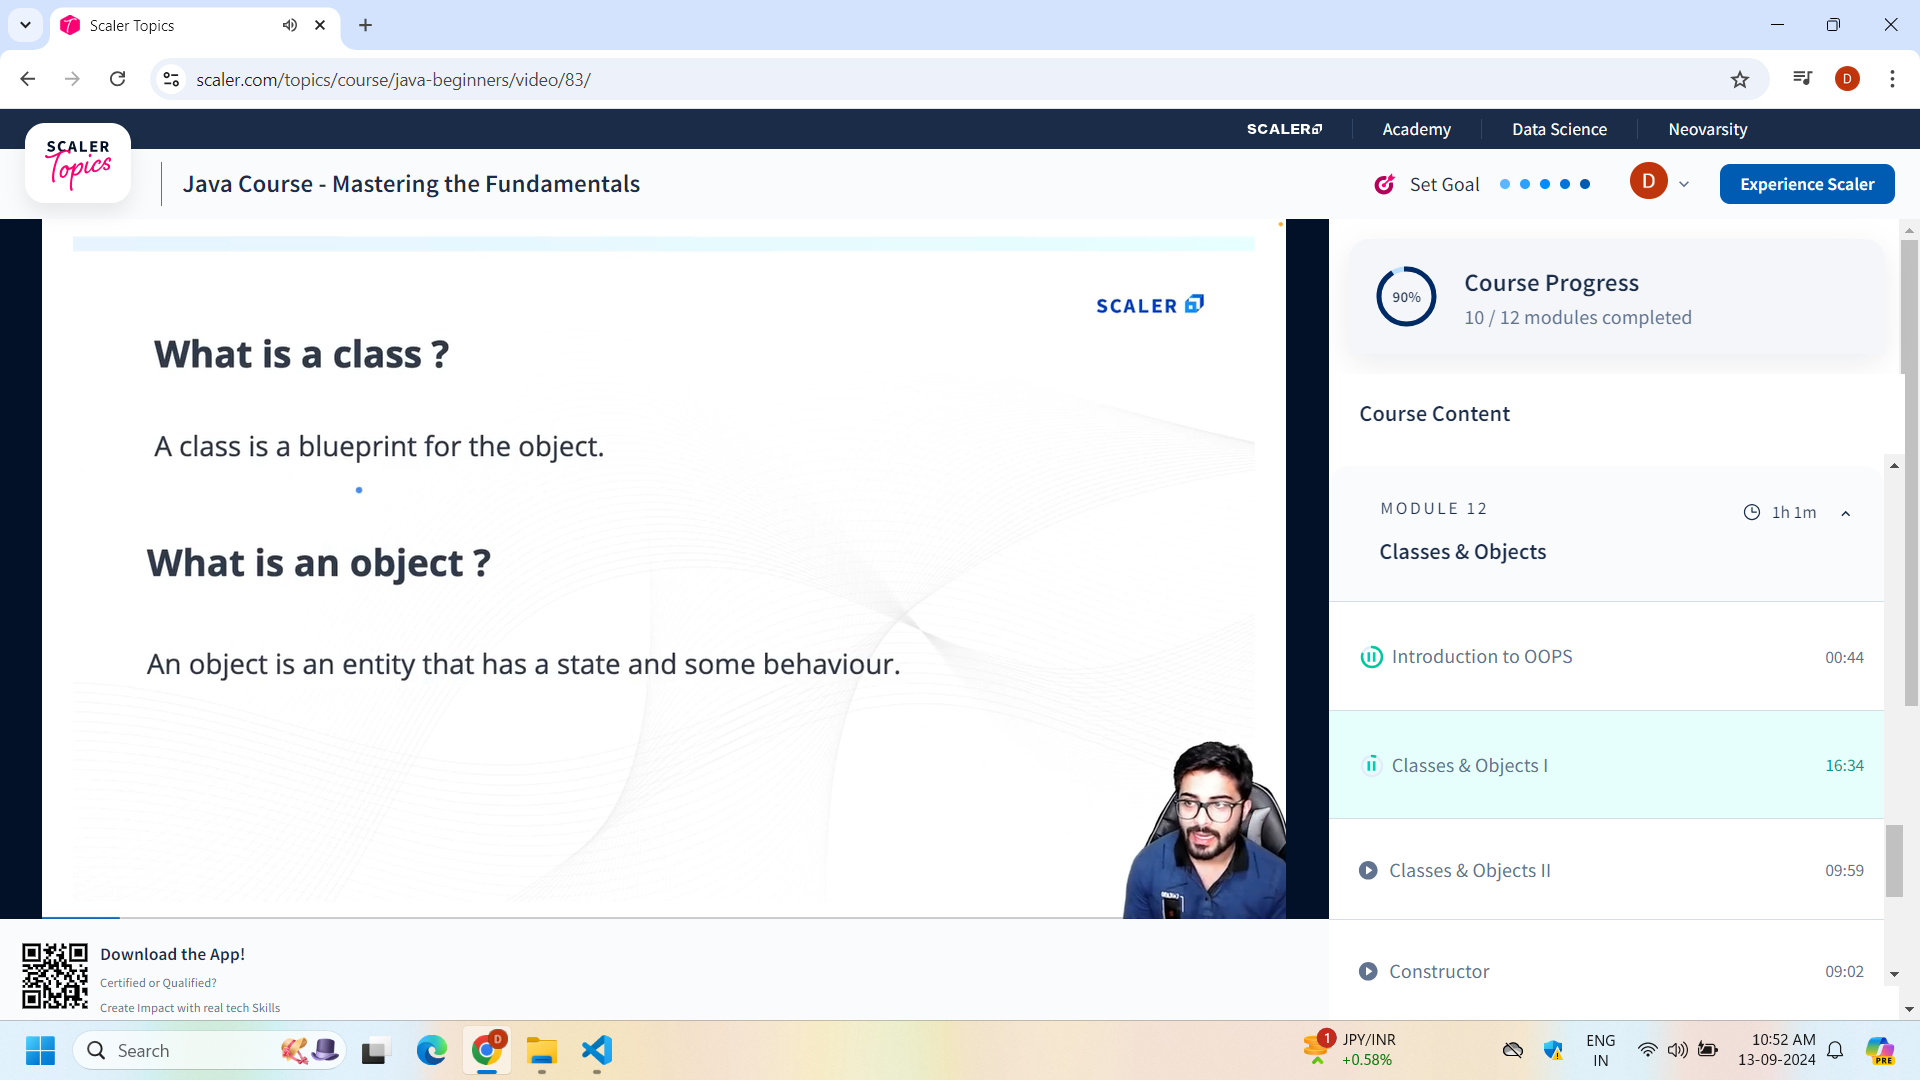 Scaler Topics
scaler.com/topics/course/java-beginners/video/83/
D
SCALER
Academy
Data Science
Neovarsity
SCALER
Topics
Java Course - Mastering the Fundamentals
Set Goal
D
Experience Scaler
SCALER
What is a class ?
A class is a blueprint for the object.
What is an object ?
An object is an entity that has a state and some behaviour.
90%
Course Progress
10 / 12 modules completed
Course Content
MODULE 12
1h 1m
Classes & Objects
Introduction to OOPS
00:44
Classes & Objects I
16:34
Classes & Objects II
09:59
Constructor
09:02
Download the App!
Certified or Qualified?
Create Impact with real tech Skills
Search
D
1
JPY/INR
+0.58%
ENG
IN
10:52 AM
13-09-2024
PRE